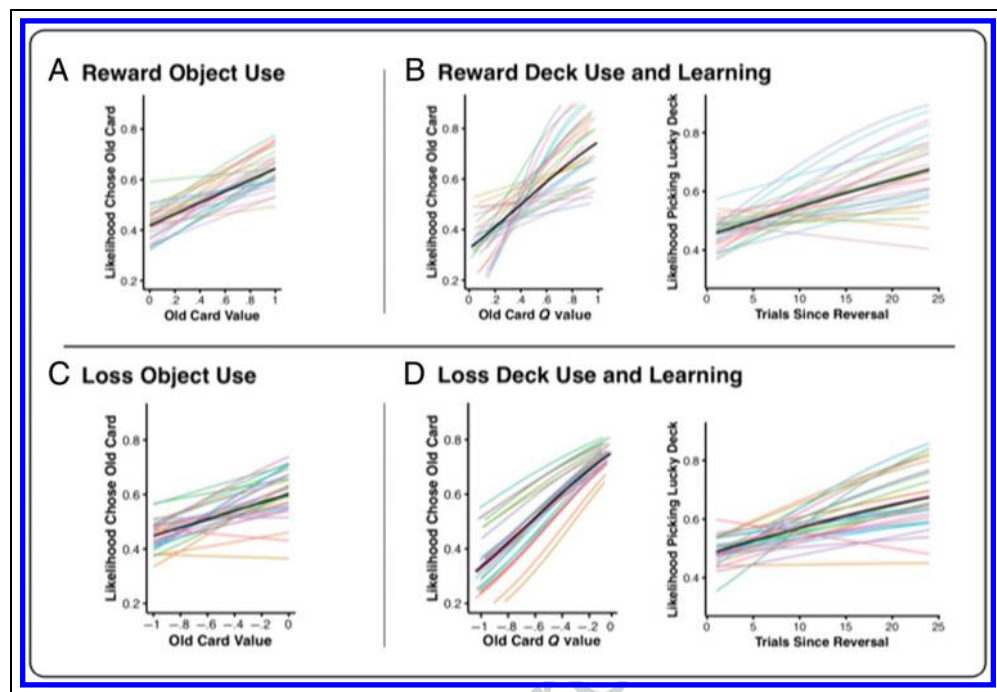 A Reward Object Use
Likelihood Chose Old Card
0.8
0.6
0.4
0.2
0 .2 .4 .6 .8 1
Old Card Value
B Reward Deck Use and Learning
Likelihood Chose Old Card
0.8
0.6
0.4
0.2
0 .2 .4 .6 .8 1
Old Card Q value
Likelihood Picking Lucky Deck
0.8
0.6
0.4
0 5 10 15 20 25
Trials Since Reversal
C Loss Object Use
Likelihood Chose Old Card
0.8
0.6
0.4
0.2
−1 −.8 −.6 −.4 −.2 0
Old Card Value
D Loss Deck Use and Learning
Likelihood Chose Old Card
0.8
0.6
0.4
0.2
−1 −.8 −.6 −.4 −.2 0
Old Card Q value
Likelihood Picking Lucky Deck
0.8
0.6
0.4
0 5 10 15 20 25
Trials Since Reversal